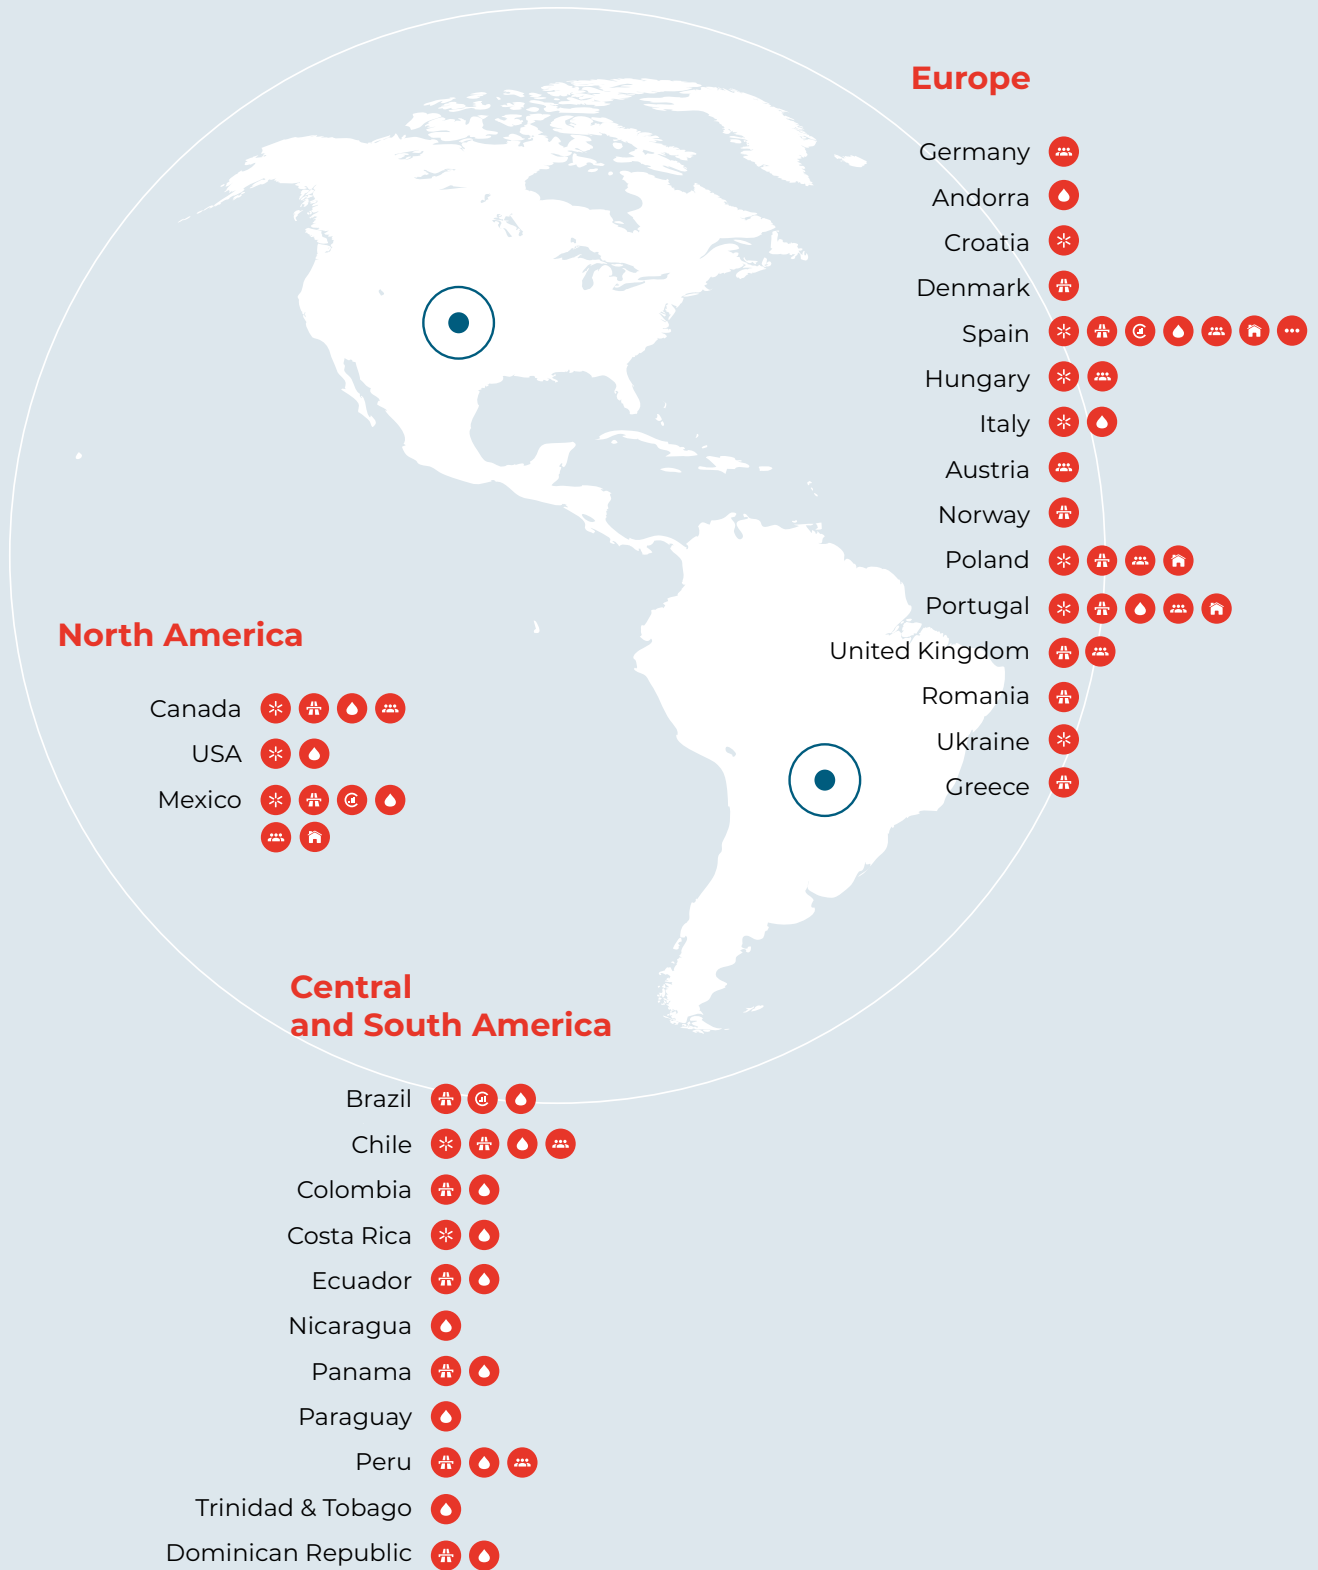 Europe
Germany
Andorra
Croatia
Denmark
Spain
Hungary
Italy
Austria
Norway
Poland
Portugal
United Kingdom
Romania
Ukraine
Greece
North America
Canada
USA
Mexico
Central
and South America
Brazil
Chile
Colombia
Costa Rica
Ecuador
Nicaragua
Panama
Paraguay
Peru
Trinidad & Tobago
Dominican Republic